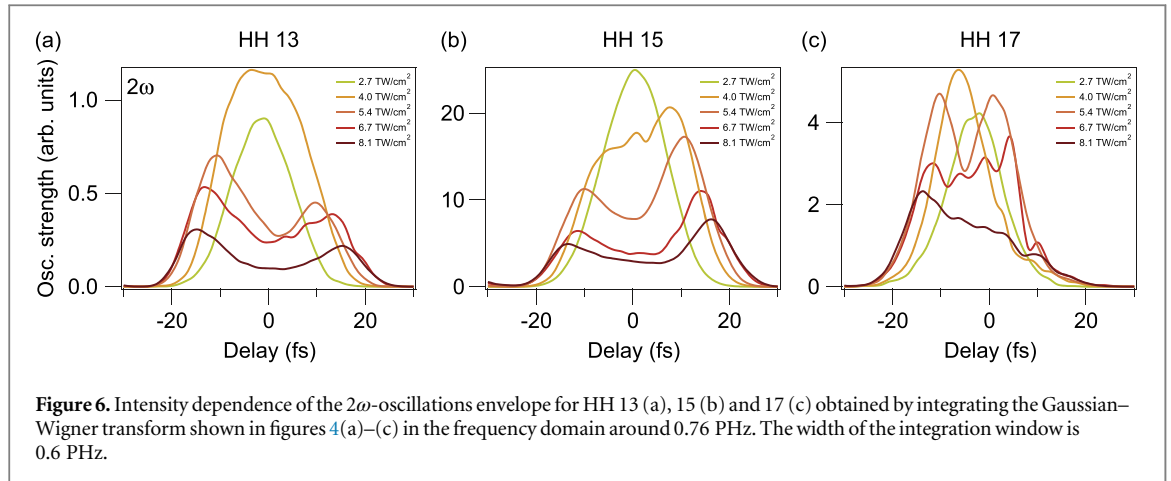 (a)
HH 13
(b)
HH 15
(c)
HH 17
2ω
2.7 TW/cm²
4.0 TW/cm²
5.4 TW/cm²
6.7 TW/cm²
8.1 TW/cm²
Osc. strength (arb. units)
1.0
0.5
0.0
-20
0
20
Delay (fs)
2.7 TW/cm²
4.0 TW/cm²
5.4 TW/cm²
6.7 TW/cm²
8.1 TW/cm²
20
10
0
-20
0
20
Delay (fs)
2.7 TW/cm²
4.0 TW/cm²
5.4 TW/cm²
6.7 TW/cm²
8.1 TW/cm²
4
2
0
-20
0
20
Delay (fs)
Figure 6. Intensity dependence of the 2ω-oscillations envelope for HH 13 (a), 15 (b) and 17 (c) obtained by integrating the Gaussian–
Wigner transform shown in figures 4(a)–(c) in the frequency domain around 0.76 PHz. The width of the integration window is
0.6 PHz.